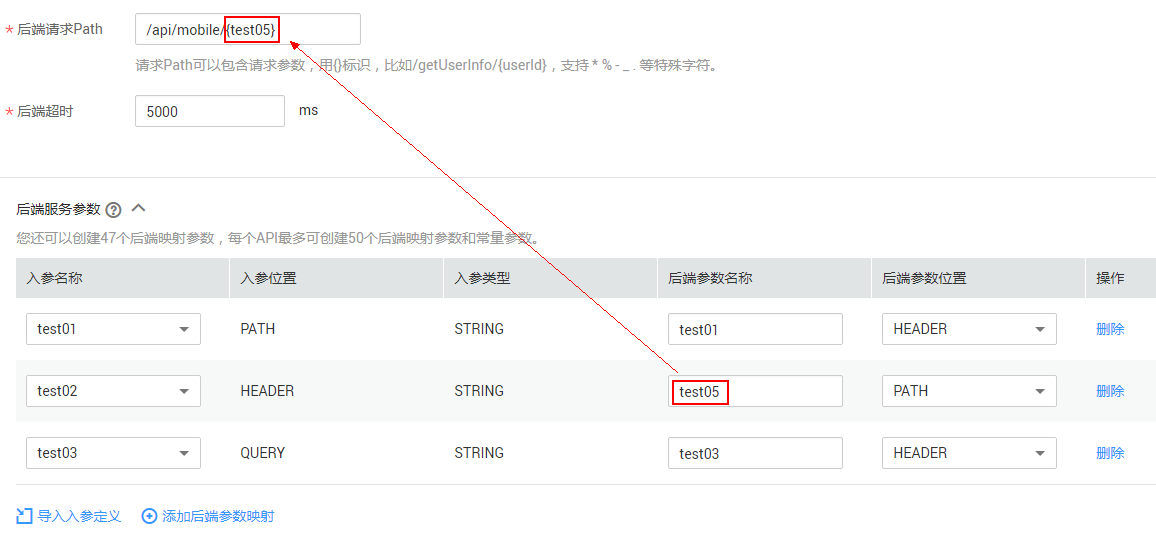 * 后端请求Path /api/mobile/{test05}
请求Path可以包含请求参数，用{}标识，比如/getUserInfo/{userId}，支持 * % - _ . 等特殊字符。
* 后端超时 5000 ms
后端服务参数 ?
您还可以创建47个后端映射参数，每个API最多可创建50个后端映射参数和常量参数。
入参名称 入参位置 入参类型 后端参数名称 后端参数位置 操作
test01 PATH STRING test01 HEADER 删除
test02 HEADER STRING test05 PATH 删除
test03 QUERY STRING test03 HEADER 删除
导入入参定义 添加后端参数映射